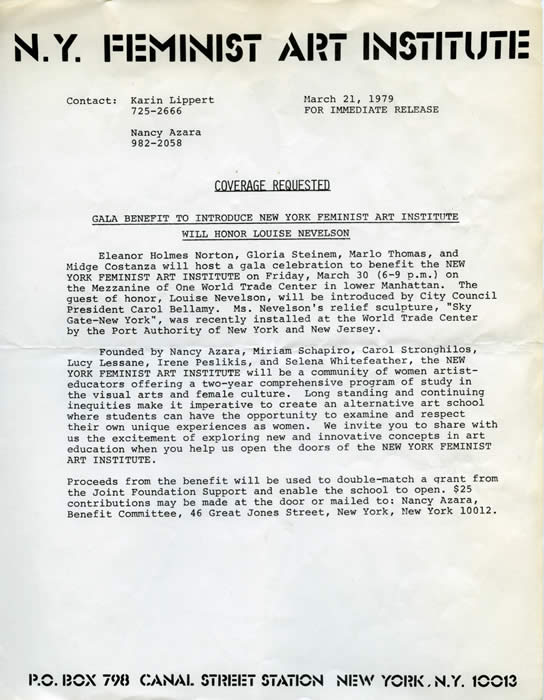 N.Y. FEMINIST ART INSTITUTE
Contact: Karin Lippert March 21, 1979
725-2666 FOR IMMEDIATE RELEASE
Nancy Azara
982-2058
COVERAGE REQUESTED
GALA BENEFIT TO INTRODUCE NEW YORK FEMINIST ART INSTITUTE
WILL HONOR LOUISE NEVELSON
Eleanor Holmes Norton, Gloria Steinem, Marlo Thomas, and
Midge Costanza will host a gala celebration to benefit the NEW
YORK FEMINIST ART INSTITUTE on Friday, March 30 (6-9 p.m.) on
the Mezzanine of One World Trade Center in lower Manhattan. The
guest of honor, Louise Nevelson, will be introduced by City Council
President Carol Bellamy. Ms. Nevelson's relief sculpture, "Sky
Gate-New York", was recently installed at the World Trade Center
by the Port Authority of New York and New Jersey.
Founded by Nancy Azara, Miriam Schapiro, Carol Stronghilos,
Lucy Lessane, Irene Peslikis, and Selena Whitefeather, the NEW
YORK FEMINIST ART INSTITUTE will be a community of women artist-
educators offering a two-year comprehensive program of study in
the visual arts and female culture. Long standing and continuing
inequities make it imperative to create an alternative art school
where students can have the opportunity to examine and respect
their own unique experiences as women. We invite you to share with
us the excitement of exploring new and innovative concepts in art
education when you help us open the doors of the NEW YORK FEMINIST
ART INSTITUTE.
Proceeds from the benefit will be used to double-match a grant from
the Joint Foundation Support and enable the school to open. $25
contributions may be made at the door or mailed to: Nancy Azara,
Benefit Committee, 46 Great Jones Street, New York, New York 10012.
P.O. BOX 798 CANAL STREET STATION NEW YORK, N.Y. 10013